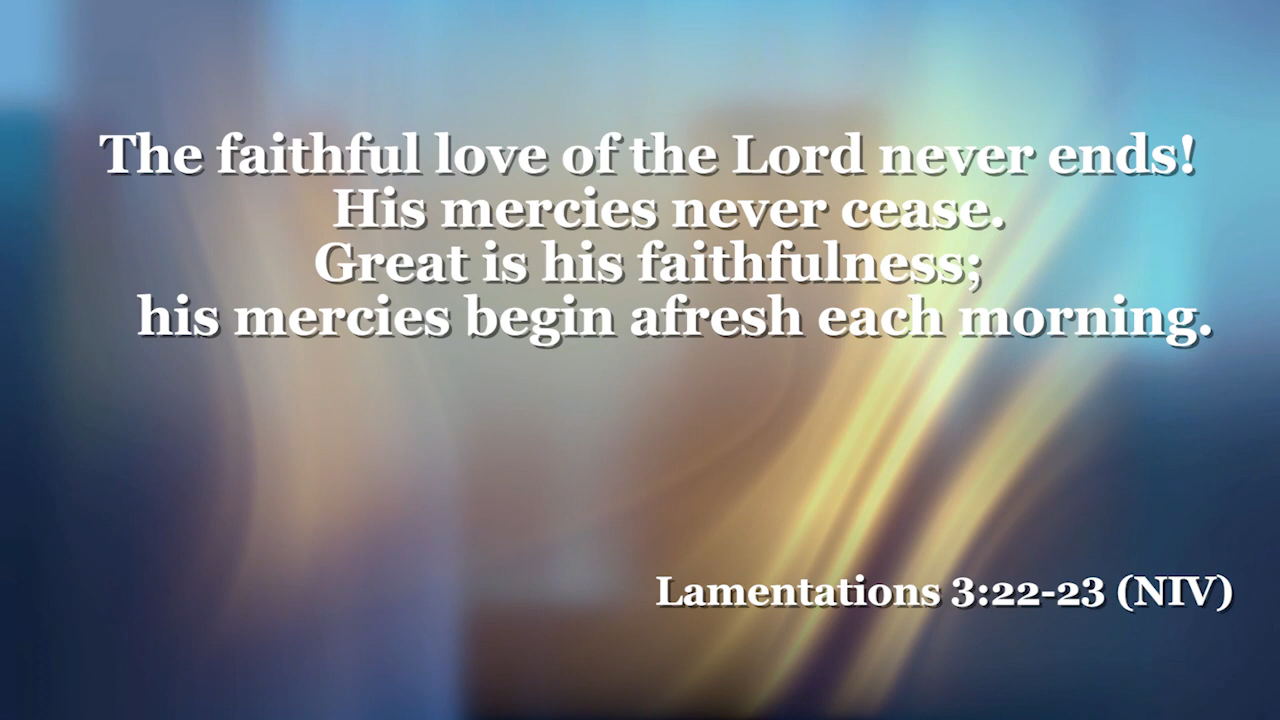 The faithful love of the Lord never ends!
His mercies never cease.
Great is his faithfulness;
his mercies begin afresh each morning.
Lamentations 3:22-23 (NIV)